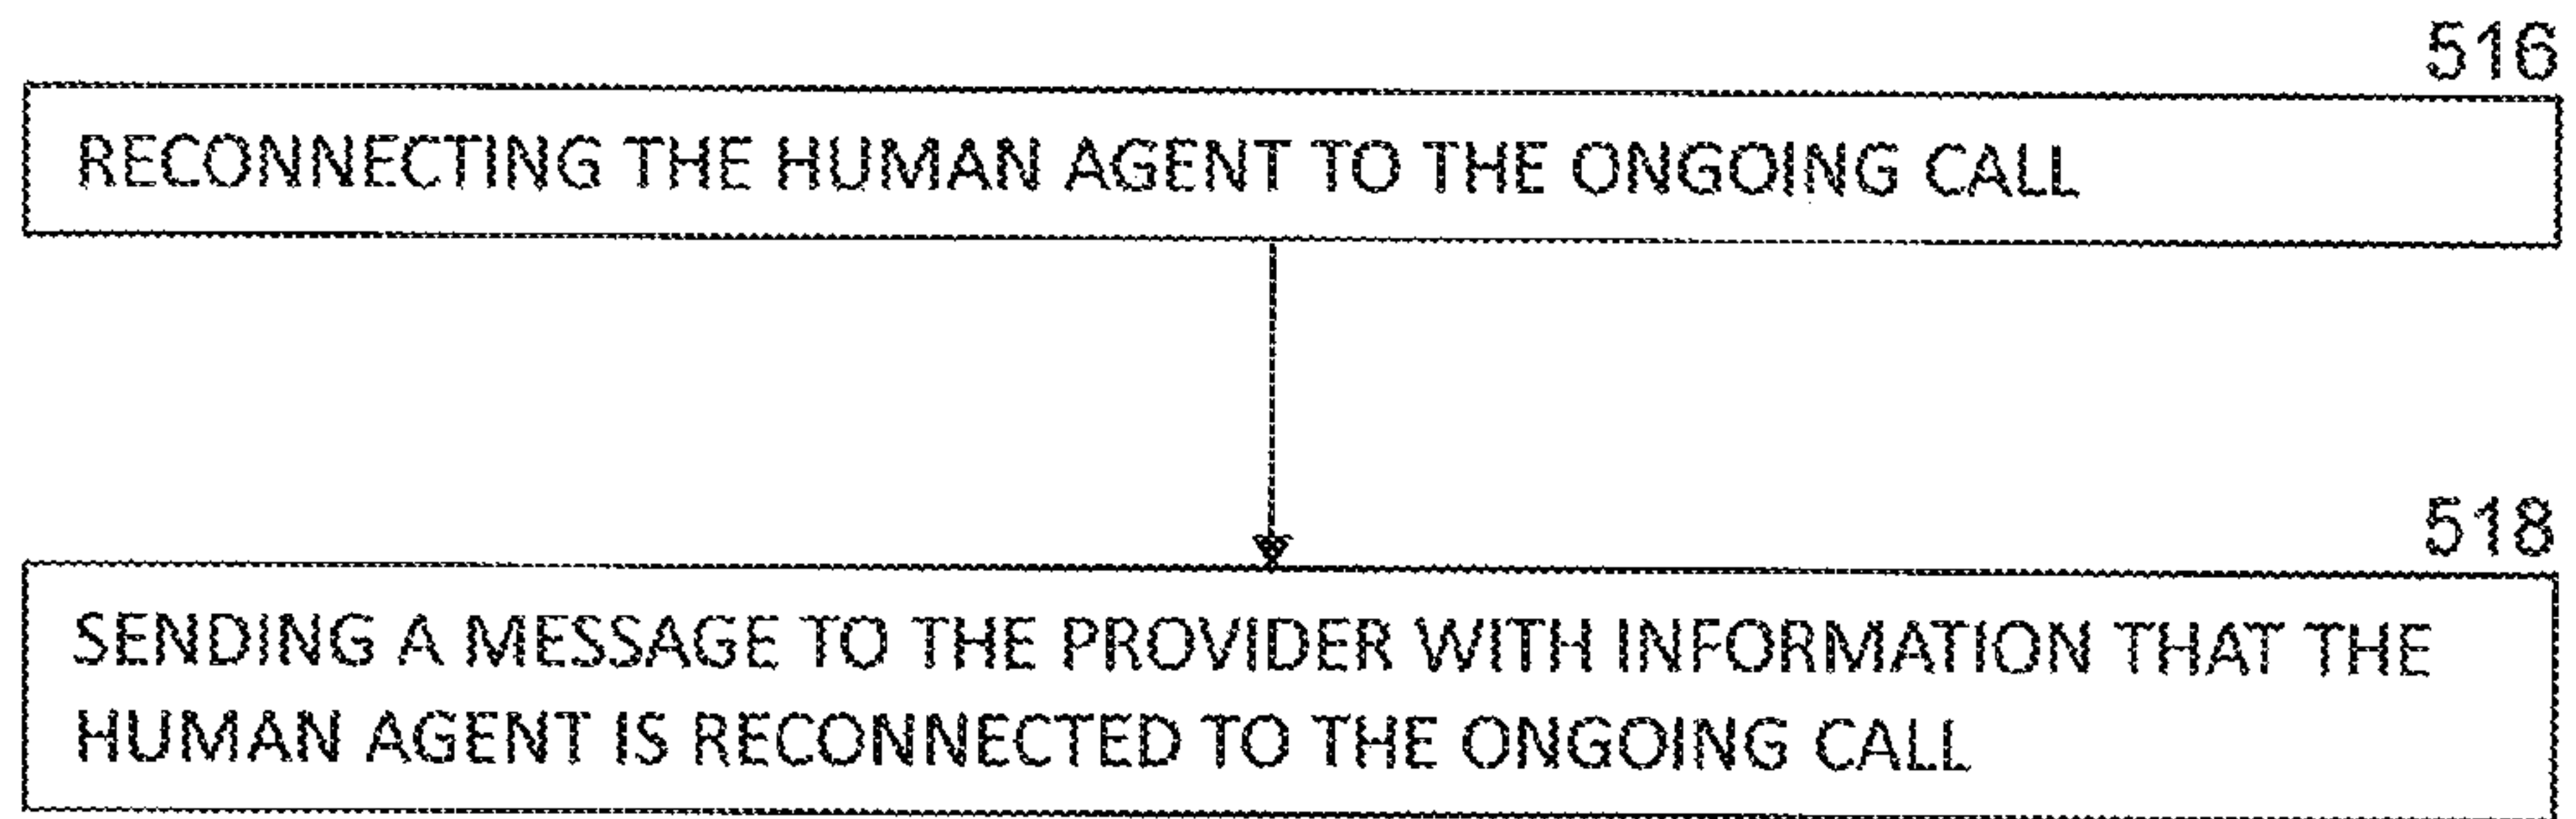 516
RECONNECTING THE HUMAN AGENT TO THE ONGOING CALL
518
SENDING A MESSAGE TO THE PROVIDER WITH INFORMATION THAT THE
HUMAN AGENT IS RECONNECTED TO THE ONGOING CALL